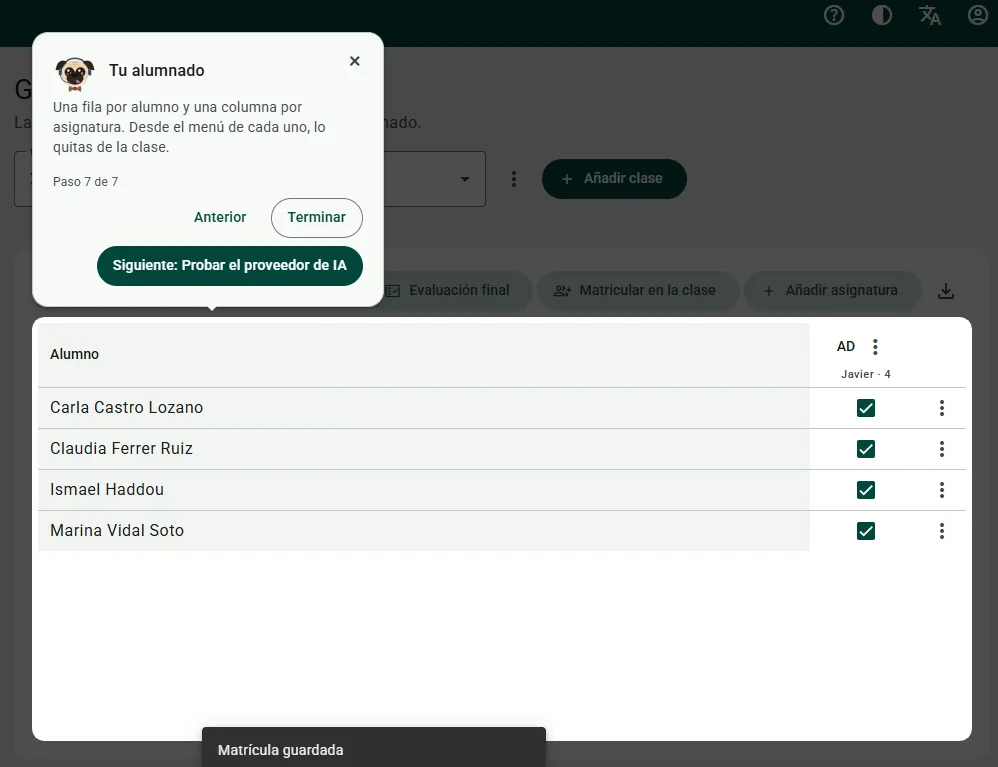 Tu alumnado
Una fila por alumno y una columna por
asignatura. Desde el menú de cada uno, lo
quitas de la clase.
Paso 7 de 7
Anterior
Terminar
Siguiente: Probar el proveedor de IA
G
La
nado.
Añadir clase
Evaluación final
Matricular en la clase
Añadir asignatura
Alumno
AD
Javier · 4
Carla Castro Lozano
Claudia Ferrer Ruiz
Ismael Haddou
Marina Vidal Soto
Matrícula guardada